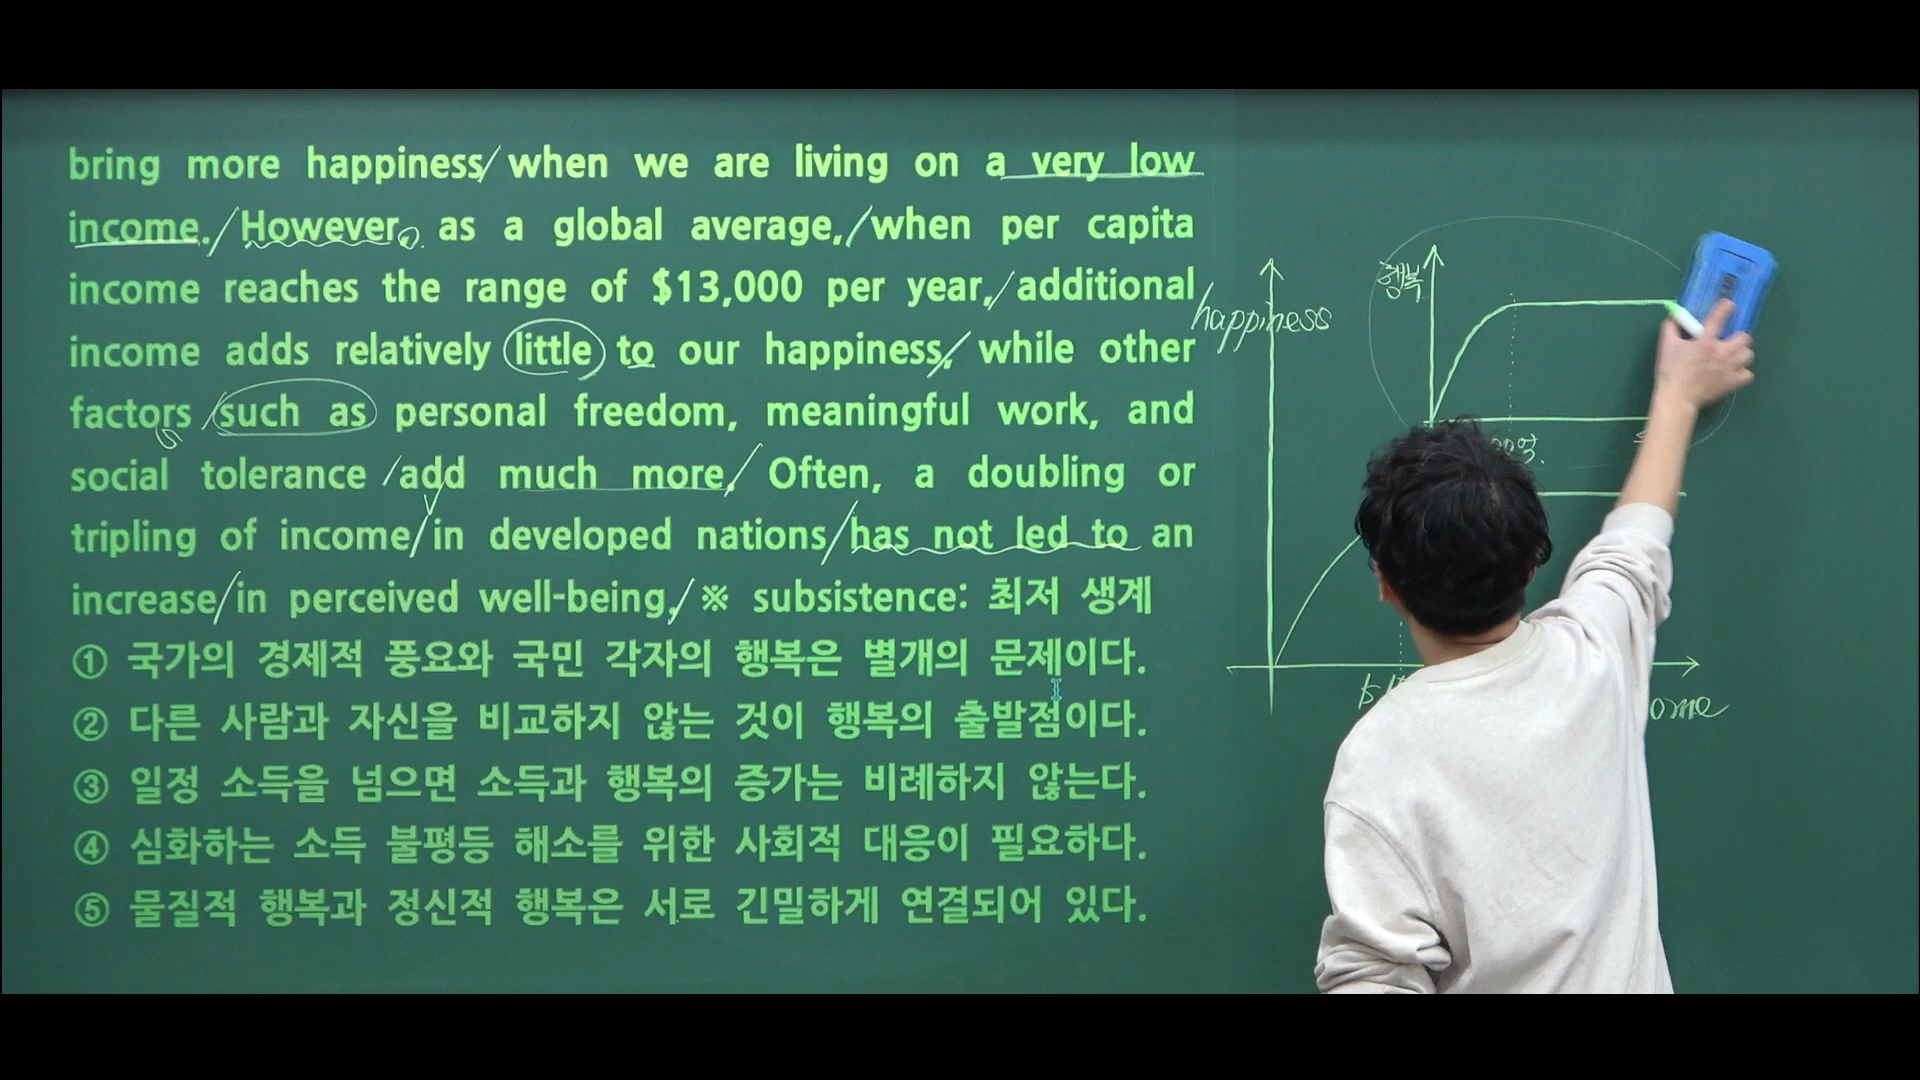 bring more happiness when we are living on a very low
income. However, as a global average, when per capita
income reaches the range of $13,000 per year, additional
income adds relatively little to our happiness, while other
factors such as personal freedom, meaningful work, and
social tolerance add much more. Often, a doubling or
tripling of income in developed nations has not led to an
increase in perceived well-being. ※ subsistence: 최저 생계
① 국가의 경제적 풍요와 국민 각자의 행복은 별개의 문제이다.
② 다른 사람과 자신을 비교하지 않는 것이 행복의 출발점이다.
③ 일정 소득을 넘으면 소득과 행복의 증가는 비례하지 않는다.
④ 심화하는 소득 불평등 해소를 위한 사회적 대응이 필요하다.
⑤ 물질적 행복과 정신적 행복은 서로 긴밀하게 연결되어 있다.
행복
happiness